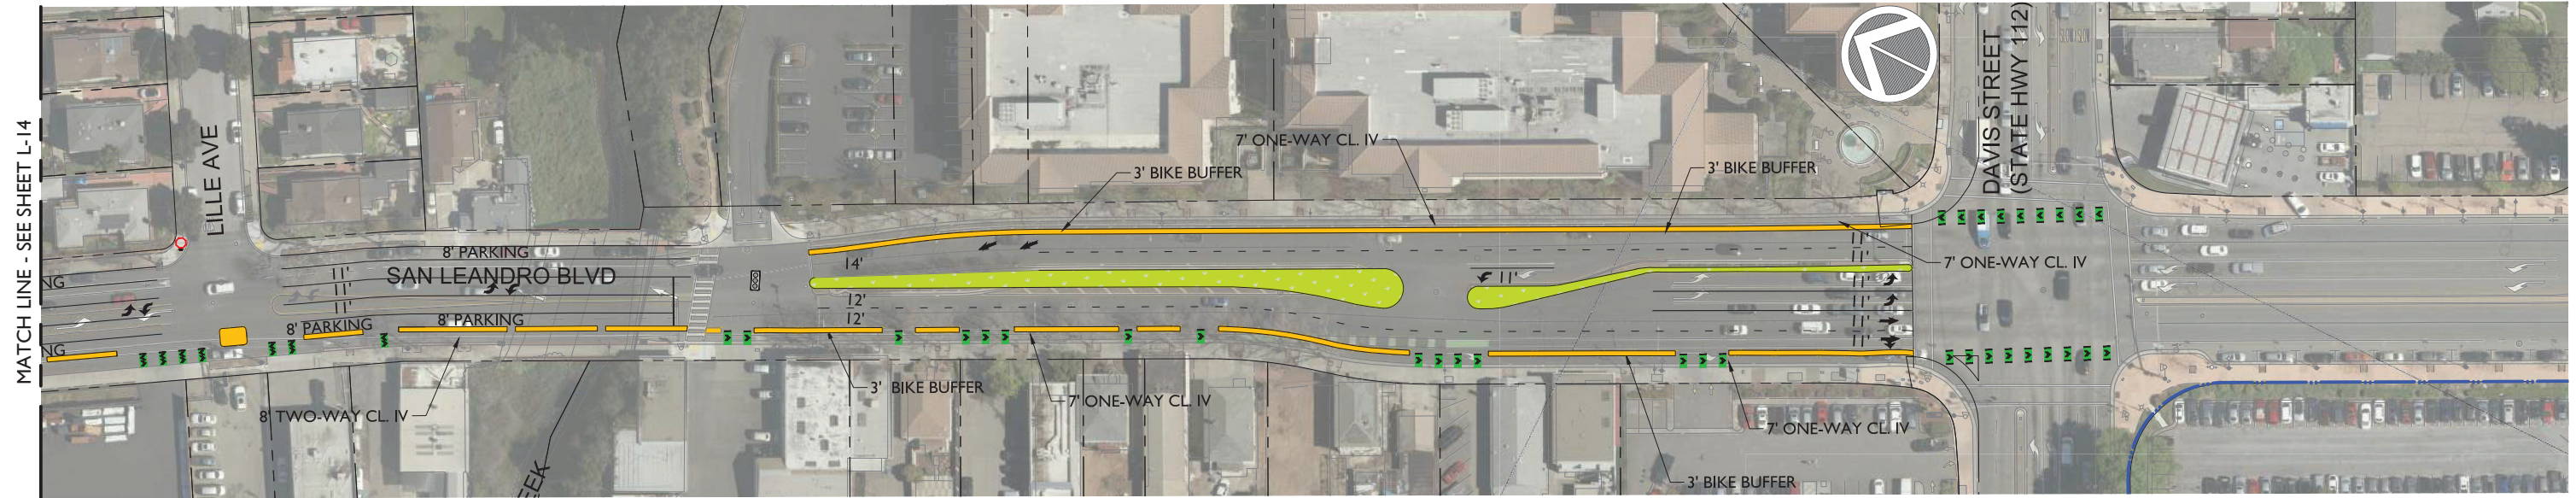 MATCH LINE - SEE SHEET L-14
LILLE AVE
DAVIS STREET
(STATE HWY 112)
7' ONE-WAY CL. IV
3' BIKE BUFFER
3' BIKE BUFFER
8' PARKING
SAN LEANDRO BLVD
NG
14'
11'
11'
7' ONE-WAY CL. IV
12'
12'
8' PARKING
8' PARKING
NG
3' BIKE BUFFER
7' ONE-WAY CL. IV
8' TWO-WAY CL. IV
7' ONE-WAY CL. IV
EEK
3' BIKE BUFFER